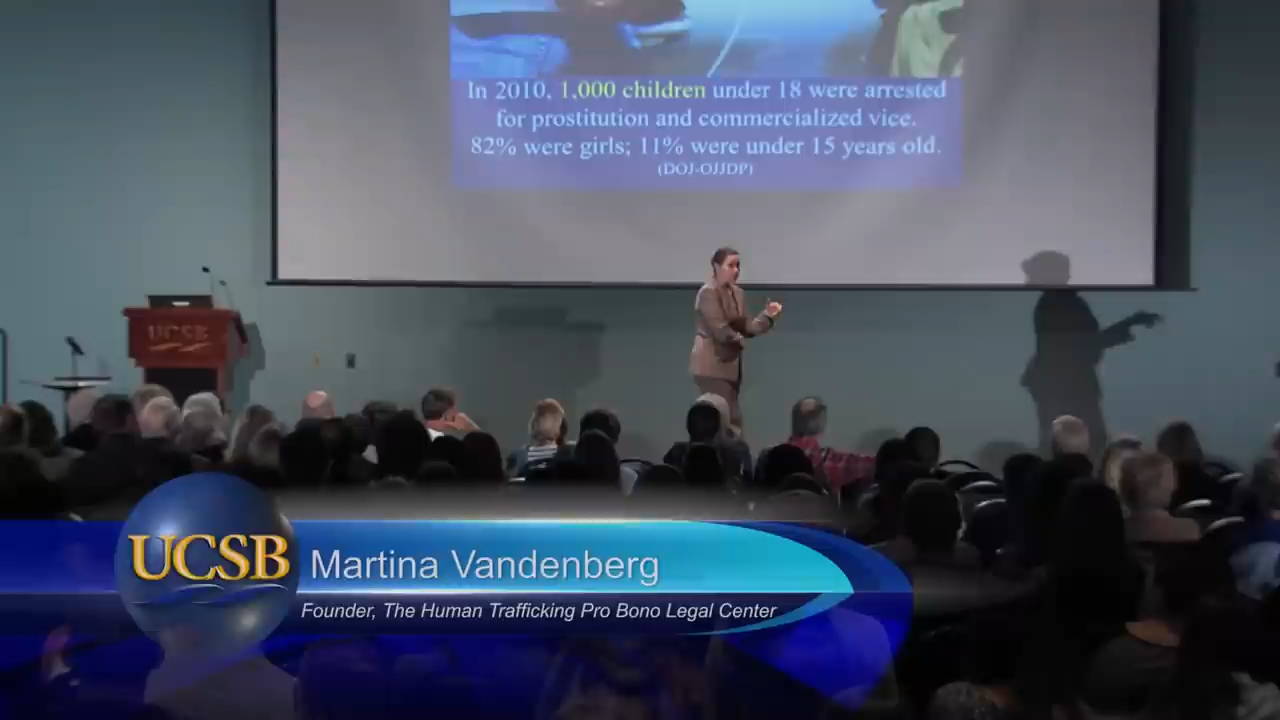 In 2010, 1,000 children under 18 were arrested
for prostitution and commercialized vice.
82% were girls; 11% were under 15 years old.
(DOJ-OJJDP)
UCSB
UCSB
Martina Vandenberg
Founder, The Human Trafficking Pro Bono Legal Center